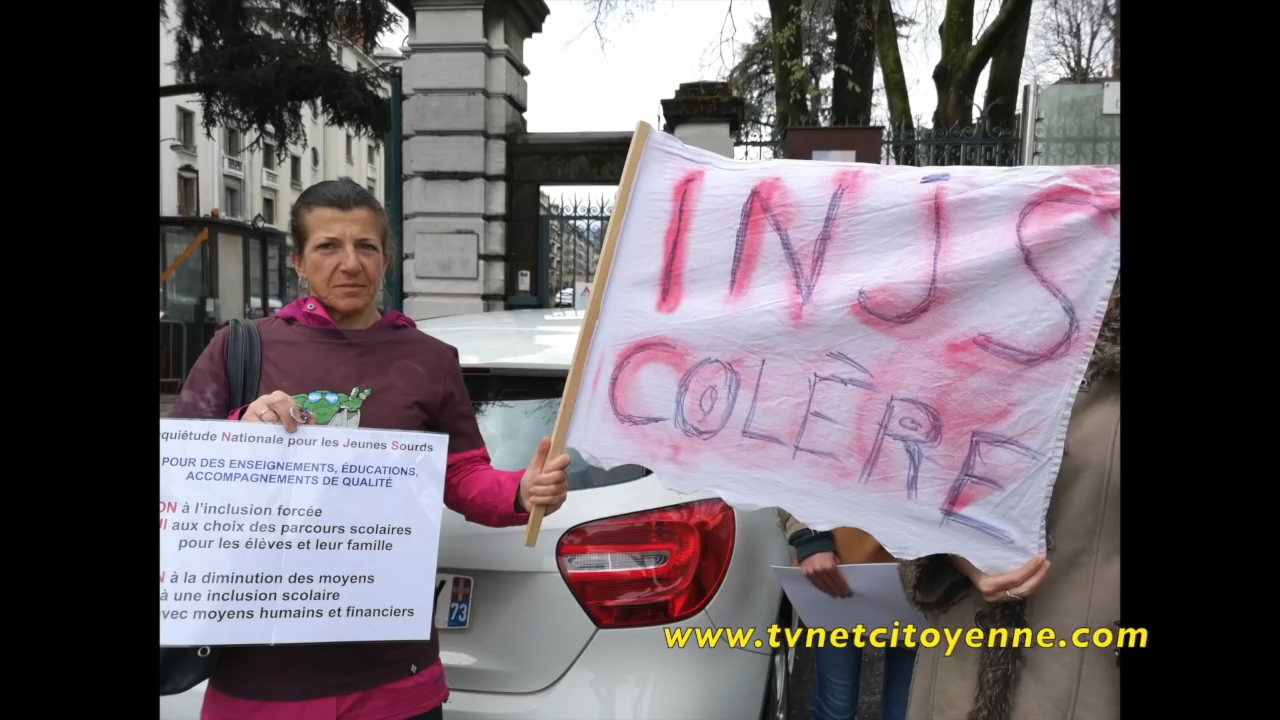 INJS
COLÈRE
quiétude Nationale pour les Jeunes Sourds
POUR DES ENSEIGNEMENTS, ÉDUCATIONS,
ACCOMPAGNEMENTS DE QUALITÉ
ON à l'inclusion forcée
I aux choix des parcours scolaires
pour les élèves et leur famille
N à la diminution des moyens
à une inclusion scolaire
vec moyens humains et financiers
73
www.tvnetcitoyenne.com